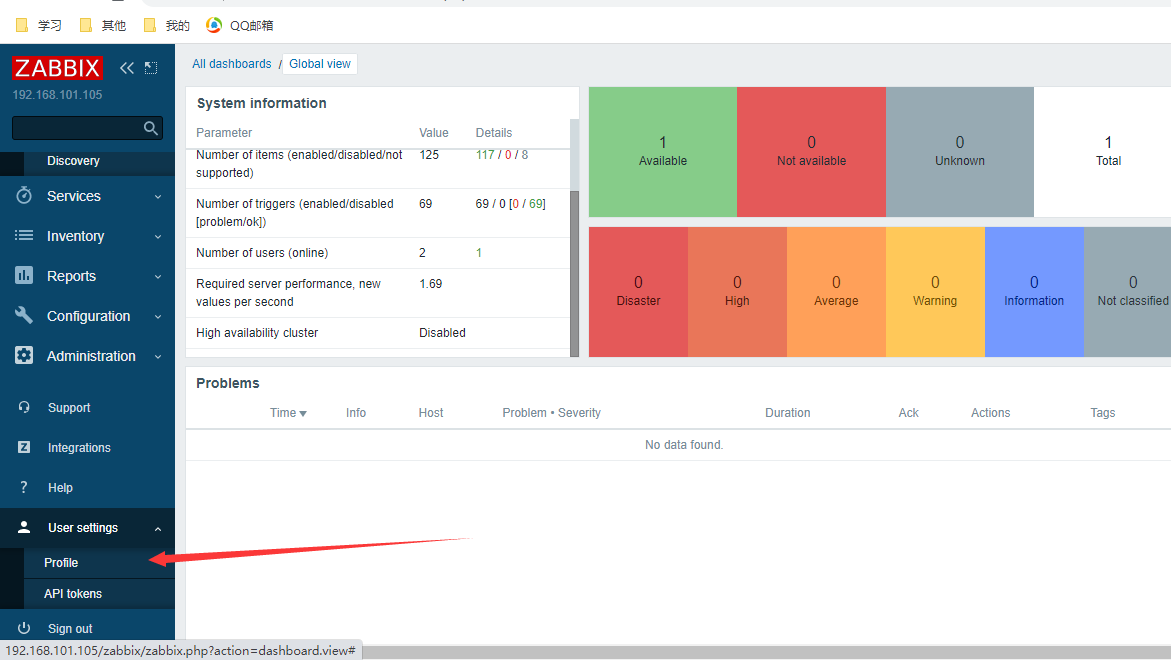 学习 其他 我的 QQ邮箱
ZABBIX
192.168.101.105
Discovery
Services
Inventory
Reports
Configuration
Administration
Support
Z Integrations
? Help
User settings
Profile
API tokens
Sign out
192.168.101.105/zabbix/zabbix.php?action=dashboard.view#
All dashboards / Global view
System information
Parameter Value Details
Number of items (enabled/disabled/not supported) 125 117 / 0 / 8
Number of triggers (enabled/disabled [problem/ok]) 69 69 / 0 [0 / 69]
Number of users (online) 2 1
Required server performance, new values per second 1.69
High availability cluster Disabled
1 Available
0 Not available
0 Unknown
1 Total
0 Disaster
0 High
0 Average
0 Warning
0 Information
0 Not classified
Problems
Time Info Host Problem • Severity Duration Ack Actions Tags
No data found.